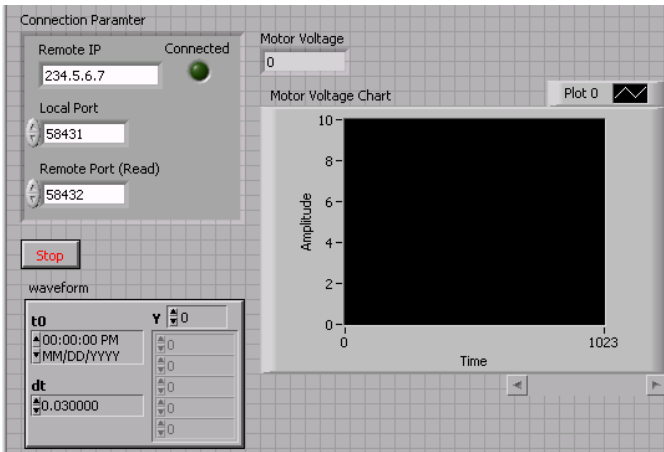 Connection Paramter
Remote IP
Connected
234.5.6.7
Local Port
58431
Remote Port (Read)
58432
Stop
Motor Voltage
0
Motor Voltage Chart
Plot 0
10
8
6
4
2
0
Amplitude
0
1023
Time
waveform
t0
00:00:00 PM
MM/DD/YYYY
dt
0.030000
Y
0
0
0
0
0
0